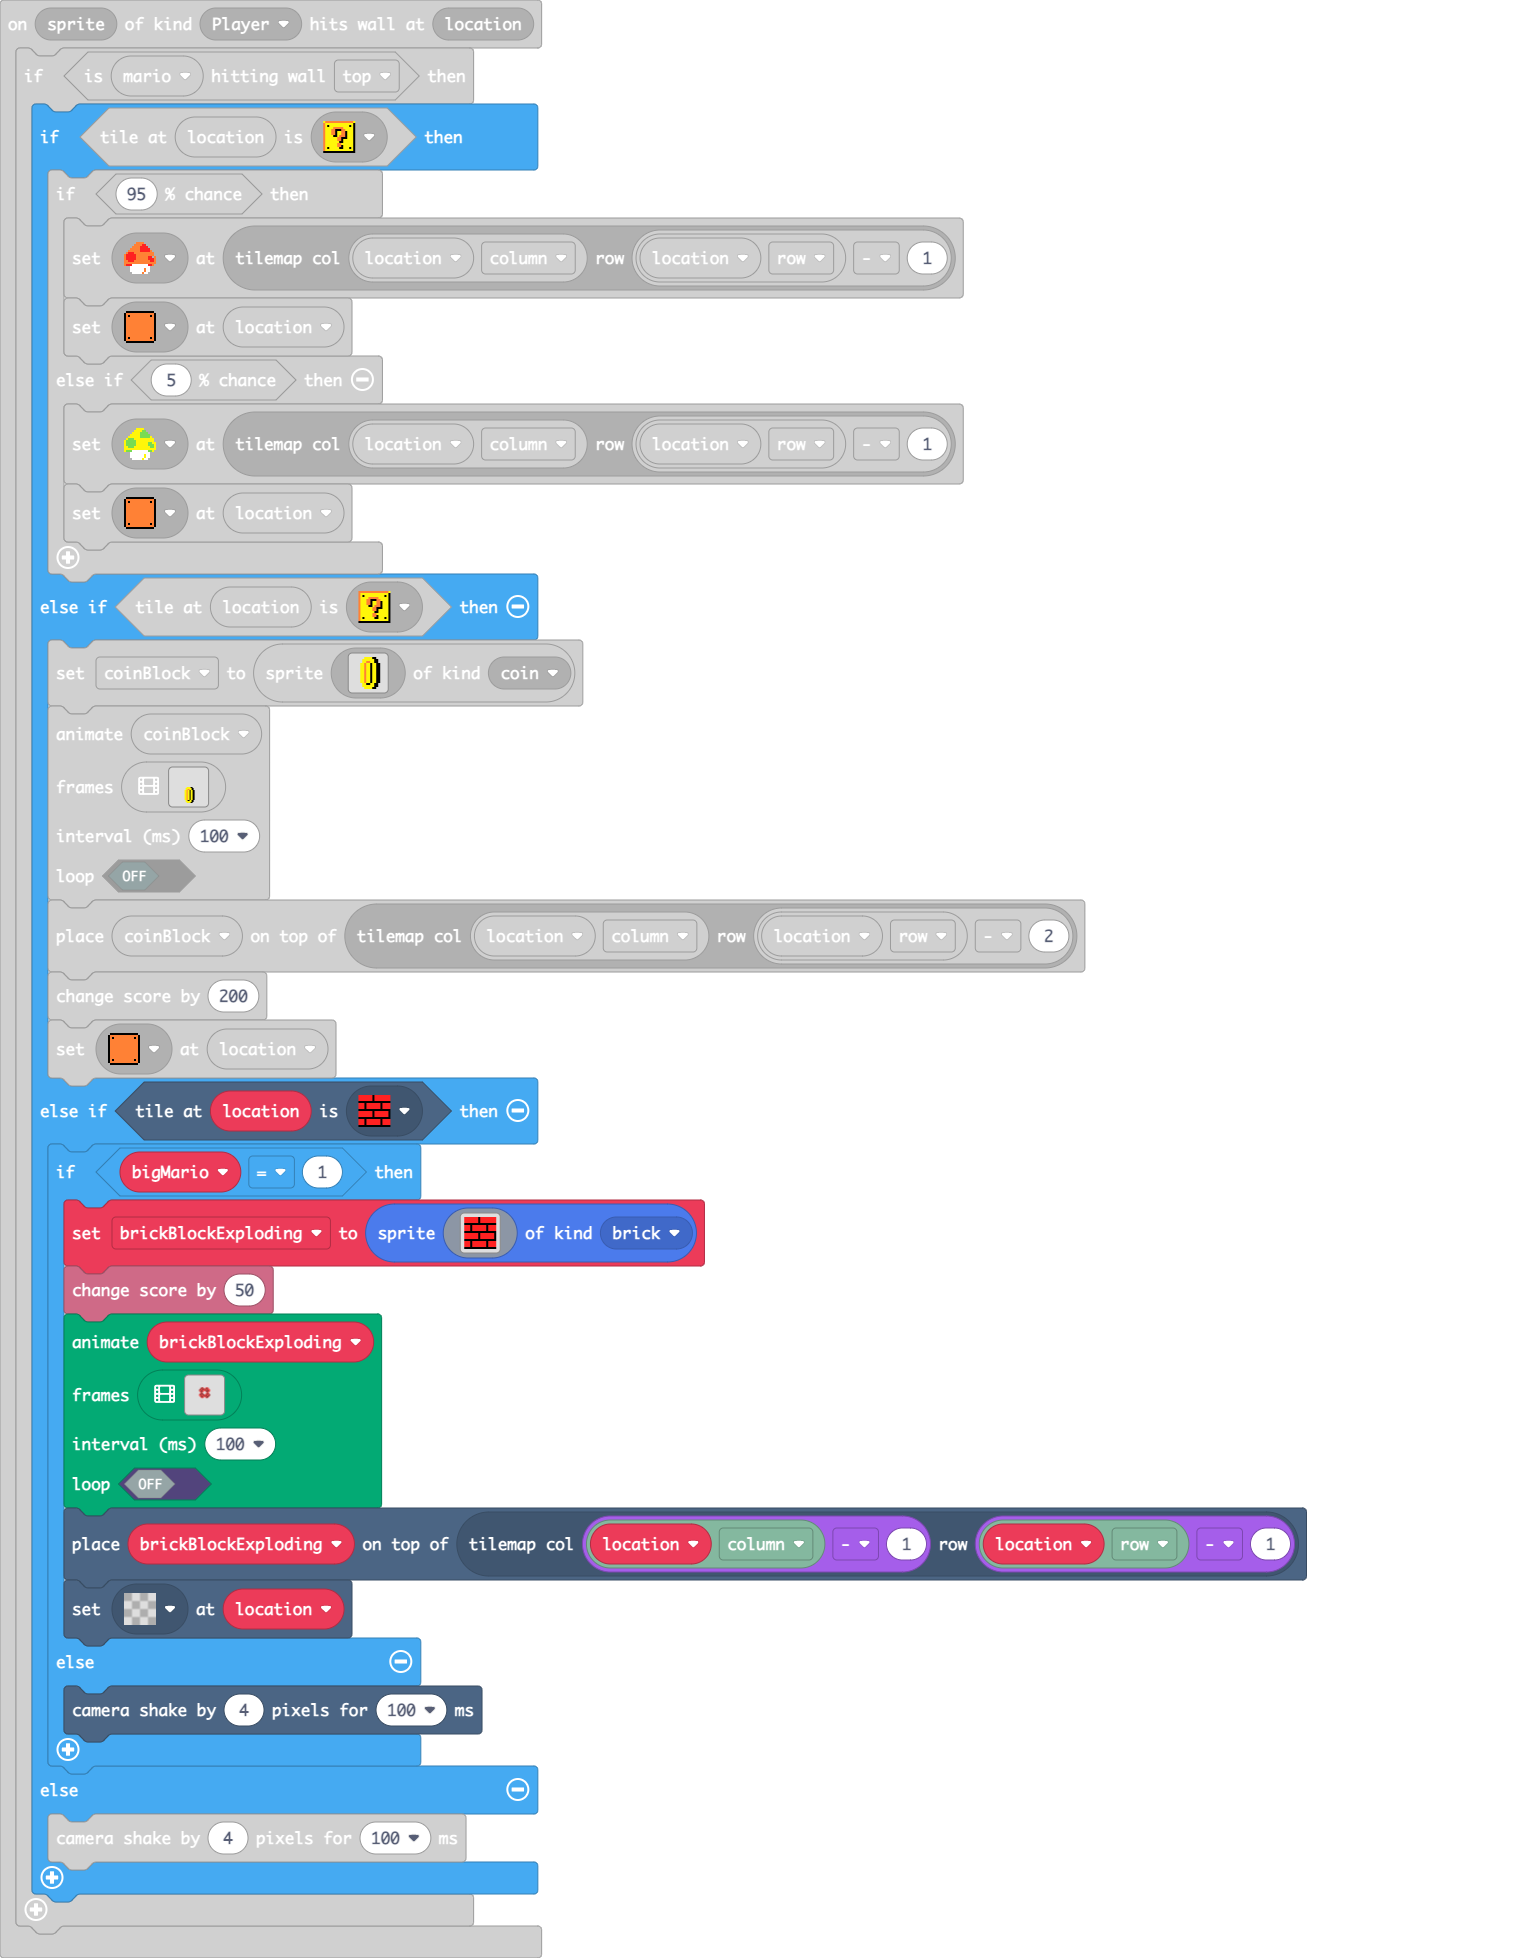 on sprite of kind Player hits wall at location
if is mario hitting wall top then
if tile at location is ? then
if 95 % chance then
set at tilemap col location column row location row - 1
set at location
else if 5 % chance then
set at tilemap col location column row location row - 1
set at location
else if tile at location is ? then
set coinBlock to sprite of kind coin
animate coinBlock
frames
interval (ms) 100
loop OFF
place coinBlock on top of tilemap col location column row location row - 2
change score by 200
set at location
else if tile at location is then
if bigMario = 1 then
set brickBlockExploding to sprite of kind brick
change score by 50
animate brickBlockExploding
frames
interval (ms) 100
loop OFF
place brickBlockExploding on top of tilemap col location column - 1 row location row - 1
set at location
else
camera shake by 4 pixels for 100 ms
else
camera shake by 4 pixels for 100 ms